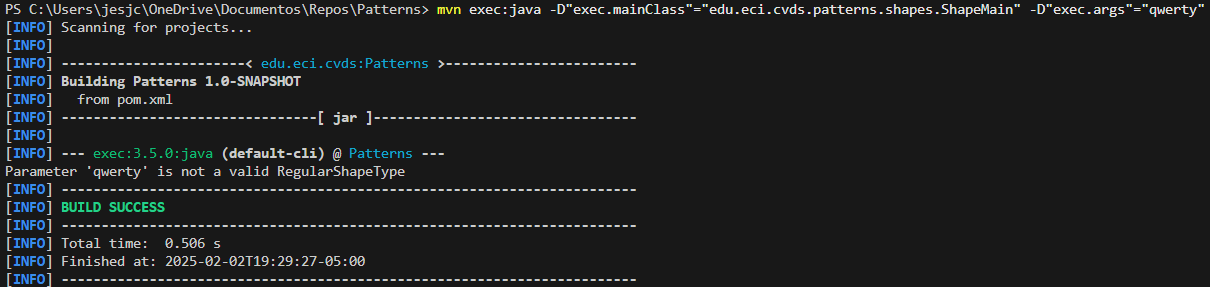 PS C:\Users\jesjc\OneDrive\Documentos\Repos\Patterns> mvn exec:java -D"exec.mainClass"="edu.eci.cvds.patterns.shapes.ShapeMain" -D"exec.args"="qwerty"
[INFO] Scanning for projects...
[INFO]
[INFO] -----------------------< edu.eci.cvds:Patterns >------------------------
[INFO] Building Patterns 1.0-SNAPSHOT
[INFO]   from pom.xml
[INFO] --------------------------------[ jar ]---------------------------------
[INFO]
[INFO] --- exec:3.5.0:java (default-cli) @ Patterns ---
Parameter 'qwerty' is not a valid RegularShapeType
[INFO] ------------------------------------------------------------------------
[INFO] BUILD SUCCESS
[INFO] ------------------------------------------------------------------------
[INFO] Total time:  0.506 s
[INFO] Finished at: 2025-02-02T19:29:27-05:00
[INFO] ------------------------------------------------------------------------